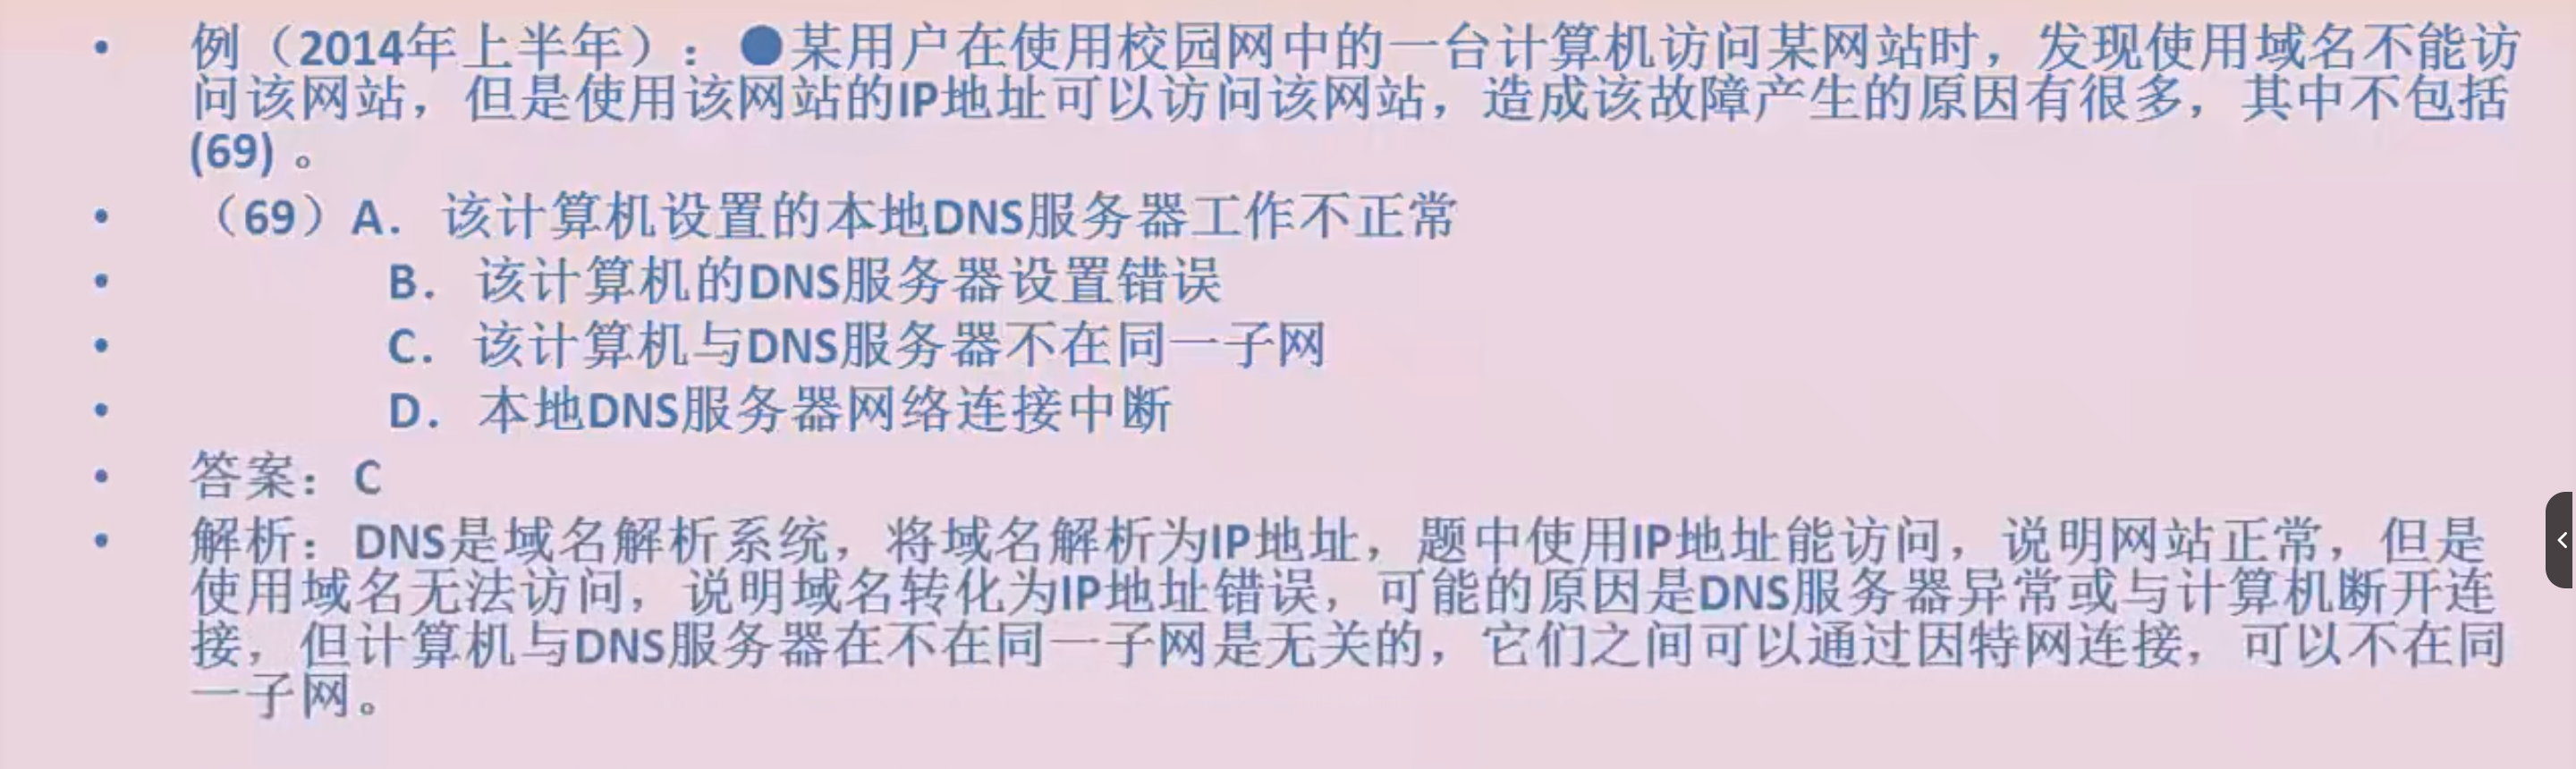 • 例（2014年上半年）：●某用户在使用校园网中的一台计算机访问某网站时，发现使用域名不能访
问该网站，但是使用该网站的IP地址可以访问该网站，造成该故障产生的原因有很多，其中不包括
(69) 。
• （69）A． 该计算机设置的本地DNS服务器工作不正常
• B． 该计算机的DNS服务器设置错误
• C． 该计算机与DNS服务器不在同一子网
• D． 本地DNS服务器网络连接中断
• 答案：C
• 解析：DNS是域名解析系统，将域名解析为IP地址，题中使用IP地址能访问，说明网站正常，但是
使用域名无法访问，说明域名转化为IP地址错误，可能的原因是DNS服务器异常或与计算机断开连
接，但计算机与DNS服务器在不在同一子网是无关的，它们之间可以通过因特网连接，可以不在同
一子网。